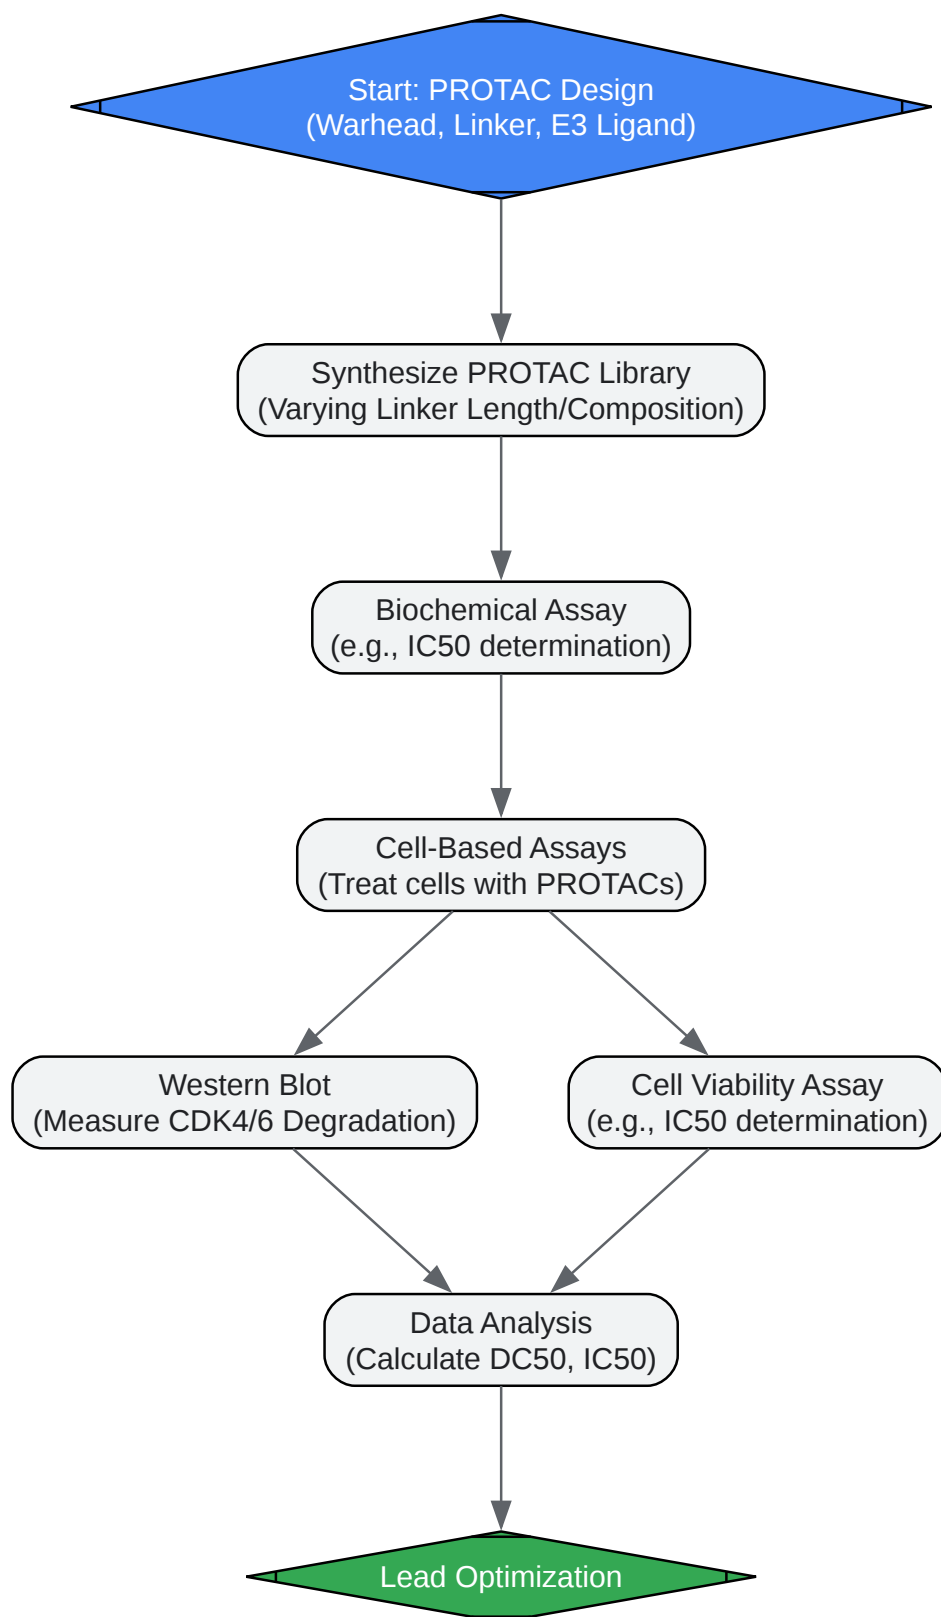 Start: PROTAC Design
(Warhead, Linker, E3 Ligand)
Synthesize PROTAC Library
(Varying Linker Length/Composition)
Biochemical Assay
(e.g., IC50 determination)
Cell-Based Assays
(Treat cells with PROTACs)
Western Blot
(Measure CDK4/6 Degradation)
Cell Viability Assay
(e.g., IC50 determination)
Data Analysis
(Calculate DC50, IC50)
Lead Optimization